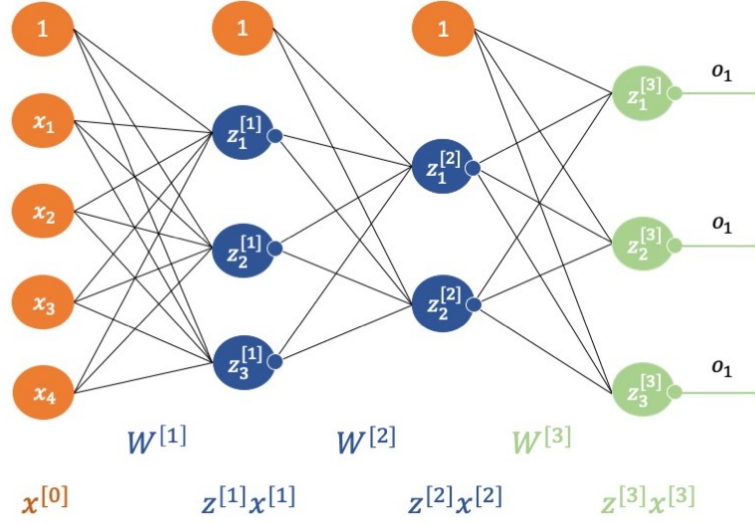 1 1 1
z₁^[3] o₁
x₁ z₁^[1]
z₁^[2]
x₂
z₂^[1] z₂^[3] o₁
x₃ z₂^[2]
z₃^[1]
x₄ z₃^[3] o₁
W^[1] W^[2] W^[3]
x^[0] z^[1]x^[1] z^[2]x^[2] z^[3]x^[3]